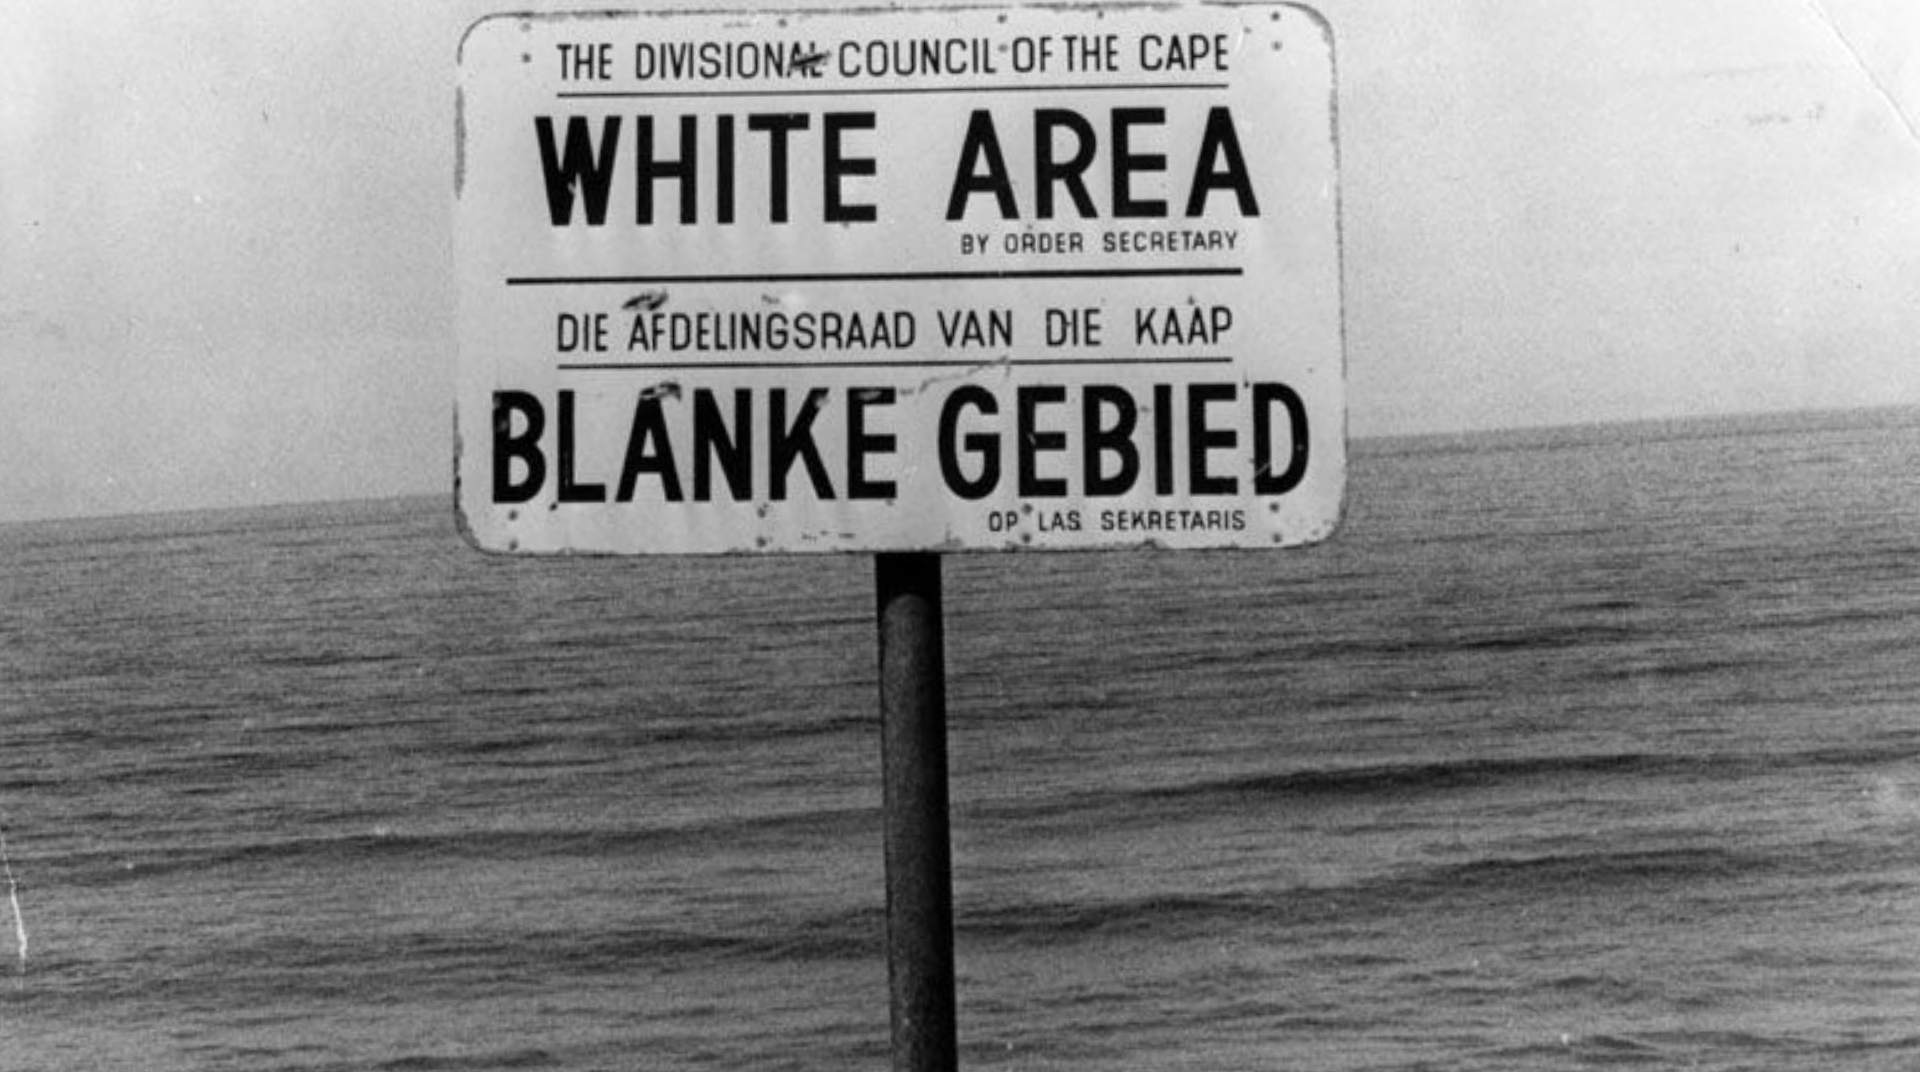 THE DIVISIONAL COUNCIL OF THE CAPE
WHITE AREA
BY ORDER SECRETARY
DIE AFDELINGSRAAD VAN DIE KAAP
BLANKE GEBIED
OP LAS SEKRETARIS